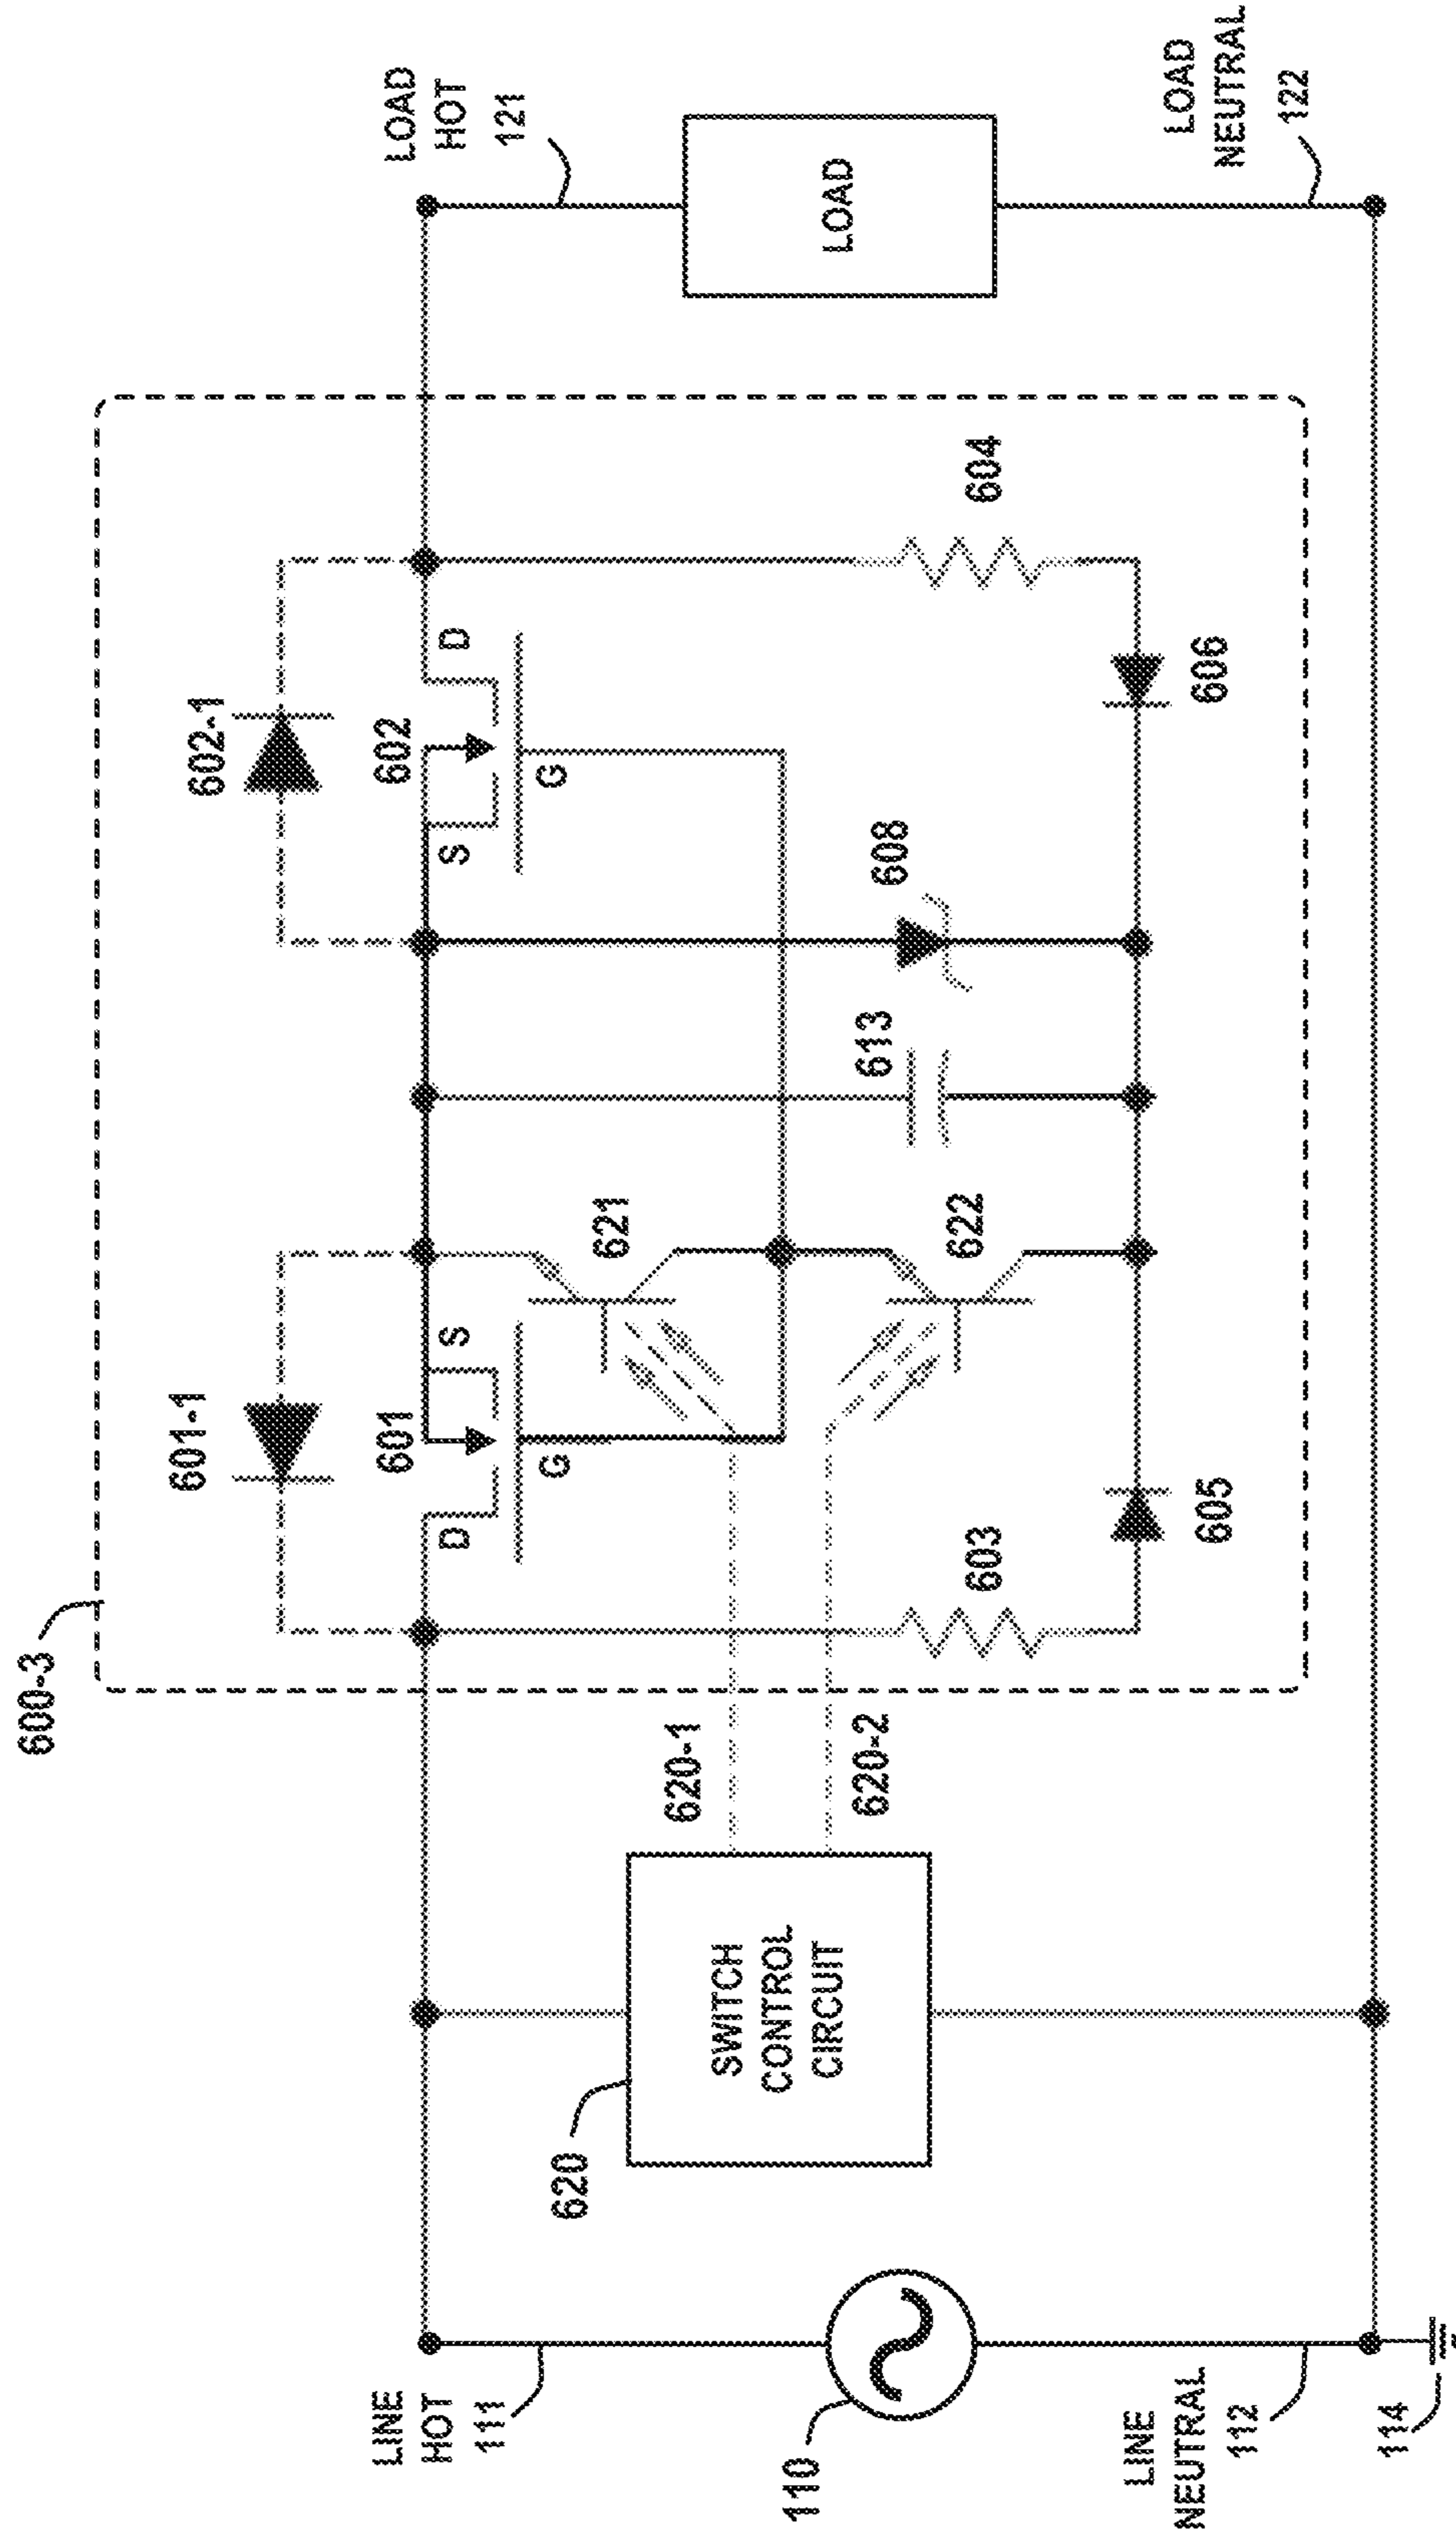 600-3
601-1
602-1
LINE
HOT
111
LOAD
HOT
121
601
602
D
S
S
D
G
G
620
SWITCH
CONTROL
CIRCUIT
620-1
620-2
621
622
613
608
603
604
605
606
LOAD
110
LINE
NEUTRAL
112
114
LOAD
NEUTRAL
122